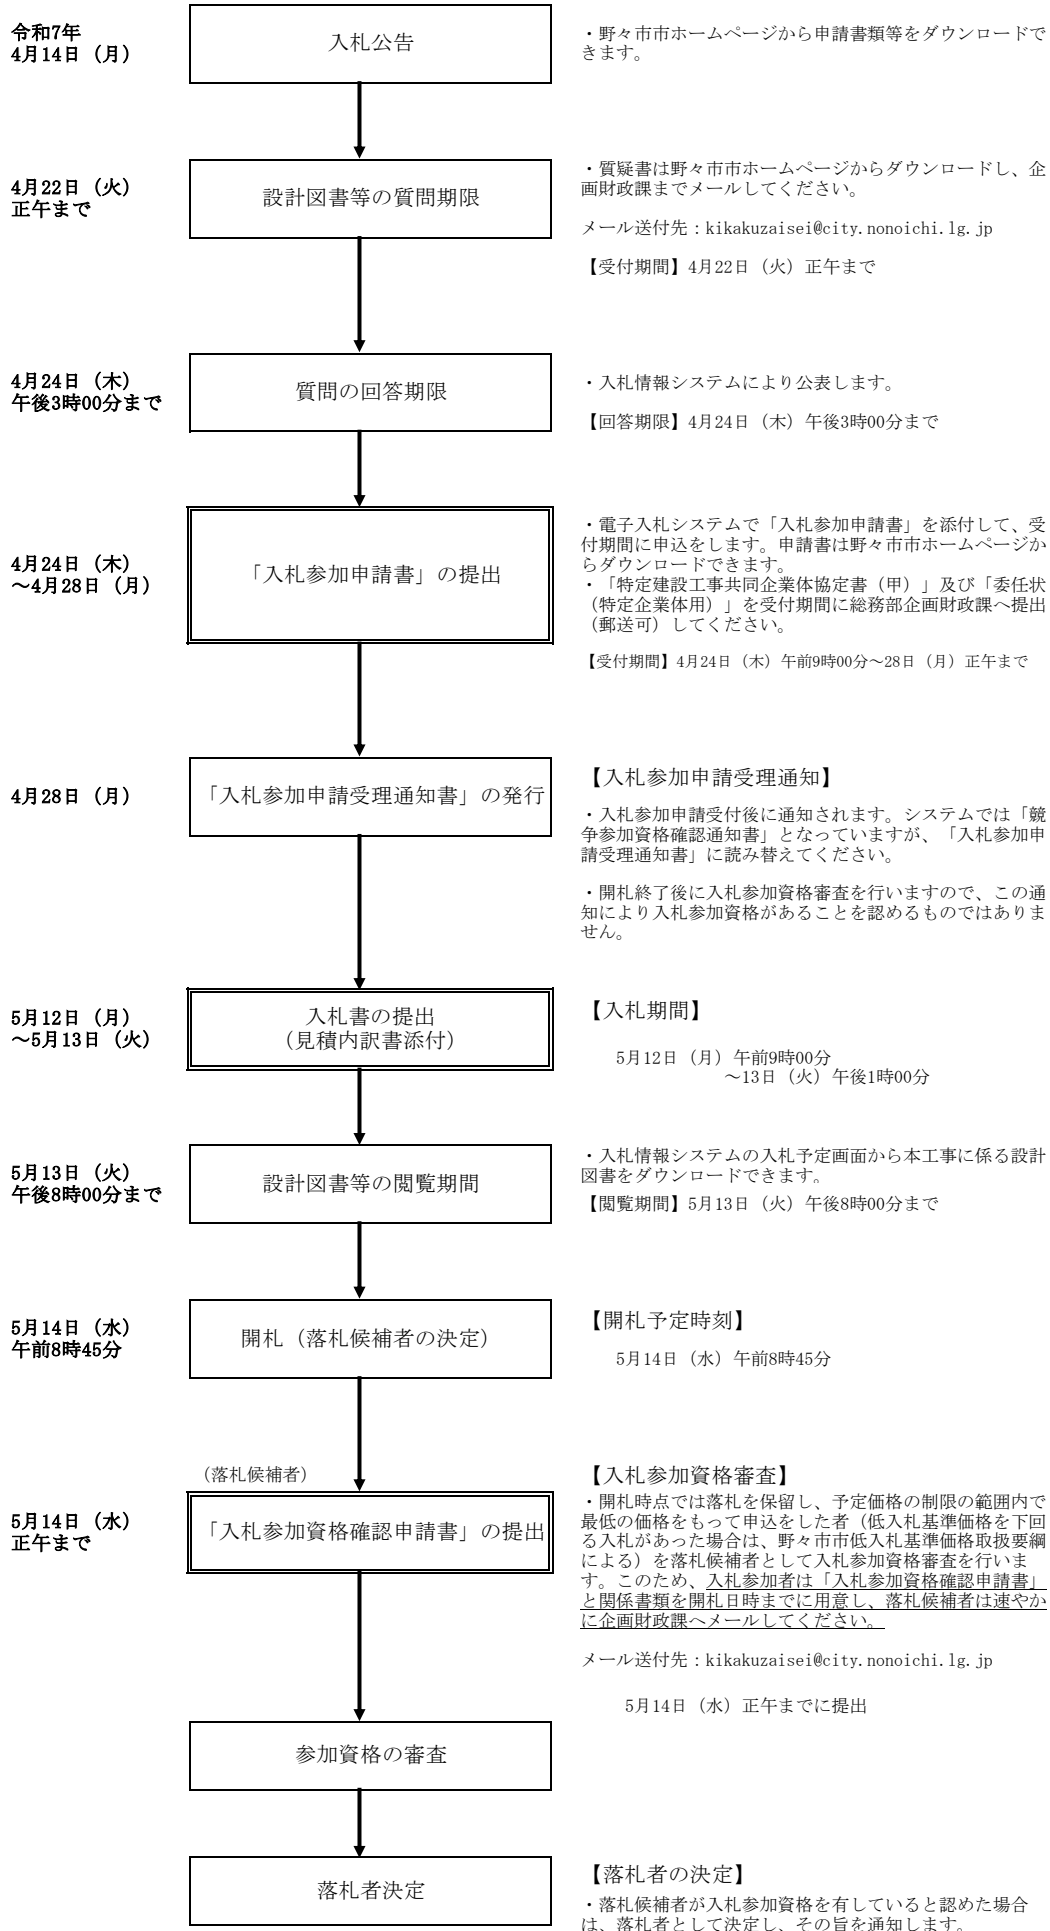 令和7年
4月14日（月）
入札公告
・野々市市ホームページから申請書類等をダウンロードで
きます。
4月22日（火）
正午まで
設計図書等の質問期限
・質疑書は野々市市ホームページからダウンロードし、企
画財政課までメールしてください。
メール送付先：kikakuzaisei@city.nonoichi.lg.jp
【受付期間】4月22日（火）正午まで
4月24日（木）
午後3時00分まで
質問の回答期限
・入札情報システムにより公表します。
【回答期限】4月24日（木）午後3時00分まで
4月24日（木）
～4月28日（月）
「入札参加申請書」の提出
・電子入札システムで「入札参加申請書」を添付して、受
付期間に申込をします。申請書は野々市市ホームページか
らダウンロードできます。
・「特定建設工事共同企業体協定書（甲）」及び「委任状
（特定企業体用）」を受付期間に総務部企画財政課へ提出
（郵送可）してください。
【受付期間】4月24日（木）午前9時00分～28日（月）正午まで
4月28日（月）
「入札参加申請受理通知書」の発行
【入札参加申請受理通知】
・入札参加申請受付後に通知されます。システムでは「競
争参加資格確認通知書」となっていますが、「入札参加申
請受理通知書」に読み替えてください。
・開札終了後に入札参加資格審査を行いますので、この通
知により入札参加資格があることを認めるものではありま
せん。
5月12日（月）
～5月13日（火）
入札書の提出
（見積内訳書添付）
【入札期間】
5月12日（月）午前9時00分
～13日（火）午後1時00分
5月13日（火）
午後8時00分まで
設計図書等の閲覧期間
・入札情報システムの入札予定画面から本工事に係る設計
図書をダウンロードできます。
【閲覧期間】5月13日（火）午後8時00分まで
5月14日（水）
午前8時45分
開札（落札候補者の決定）
【開札予定時刻】
5月14日（水）午前8時45分
（落札候補者）
5月14日（水）
正午まで
「入札参加資格確認申請書」の提出
【入札参加資格審査】
・開札時点では落札を保留し、予定価格の制限の範囲内で
最低の価格をもって申込をした者（低入札基準価格を下回
る入札があった場合は、野々市市低入札基準価格取扱要綱
による）を落札候補者として入札参加資格審査を行いま
す。このため、入札参加者は「入札参加資格確認申請書」
と関係書類を開札日時までに用意し、落札候補者は速やか
に企画財政課へメールしてください。
メール送付先：kikakuzaisei@city.nonoichi.lg.jp
5月14日（水）正午までに提出
参加資格の審査
落札者決定
【落札者の決定】
・落札候補者が入札参加資格を有していると認めた場合
は、落札者として決定し、その旨を通知します。